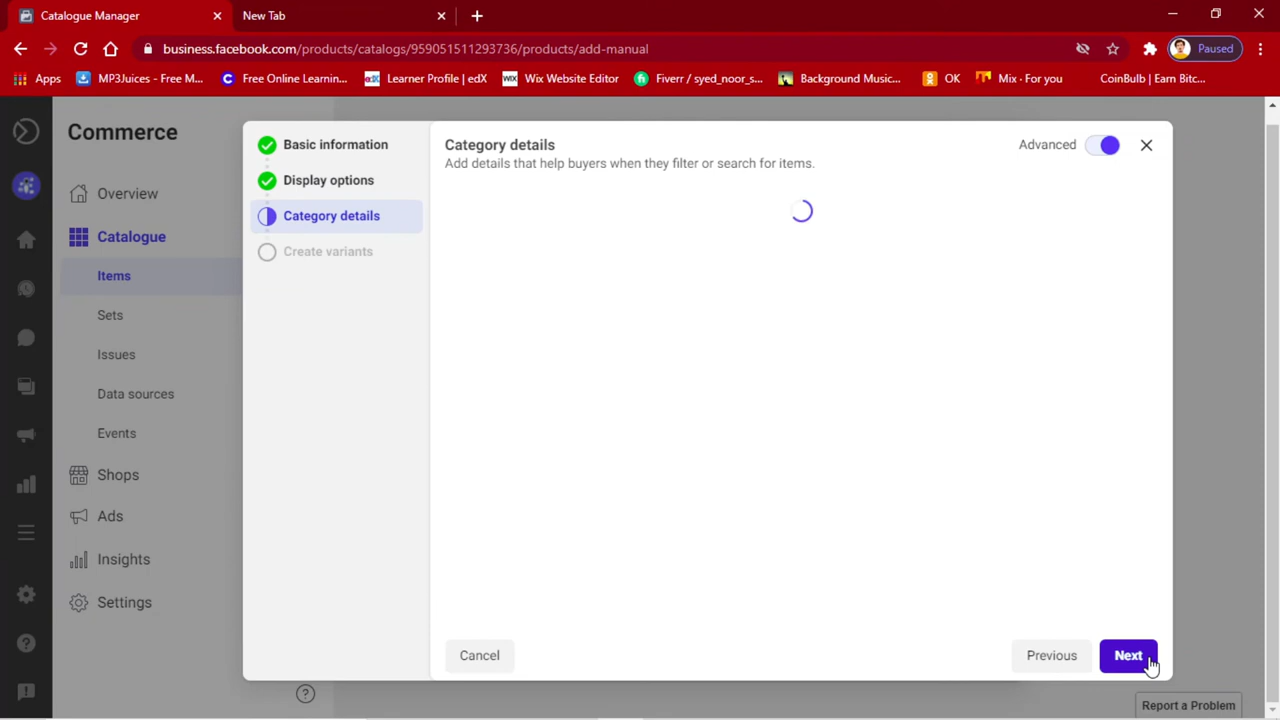 Catalogue Manager
New Tab
business.facebook.com/products/catalogs/959051511293736/products/add-manual
Paused
Apps
MP3Juices - Free M...
Free Online Learnin...
Learner Profile | edX
Wix Website Editor
Fiverr / syed_noor_s...
Background Music...
OK
Mix - For you
CoinBulb | Earn Bitc...
Commerce
Overview
Catalogue
Items
Sets
Issues
Data sources
Events
Shops
Ads
Insights
Settings
Basic information
Display options
Category details
Create variants
Category details
Advanced
Add details that help buyers when they filter or search for items.
Cancel
Previous
Next
Report a Problem